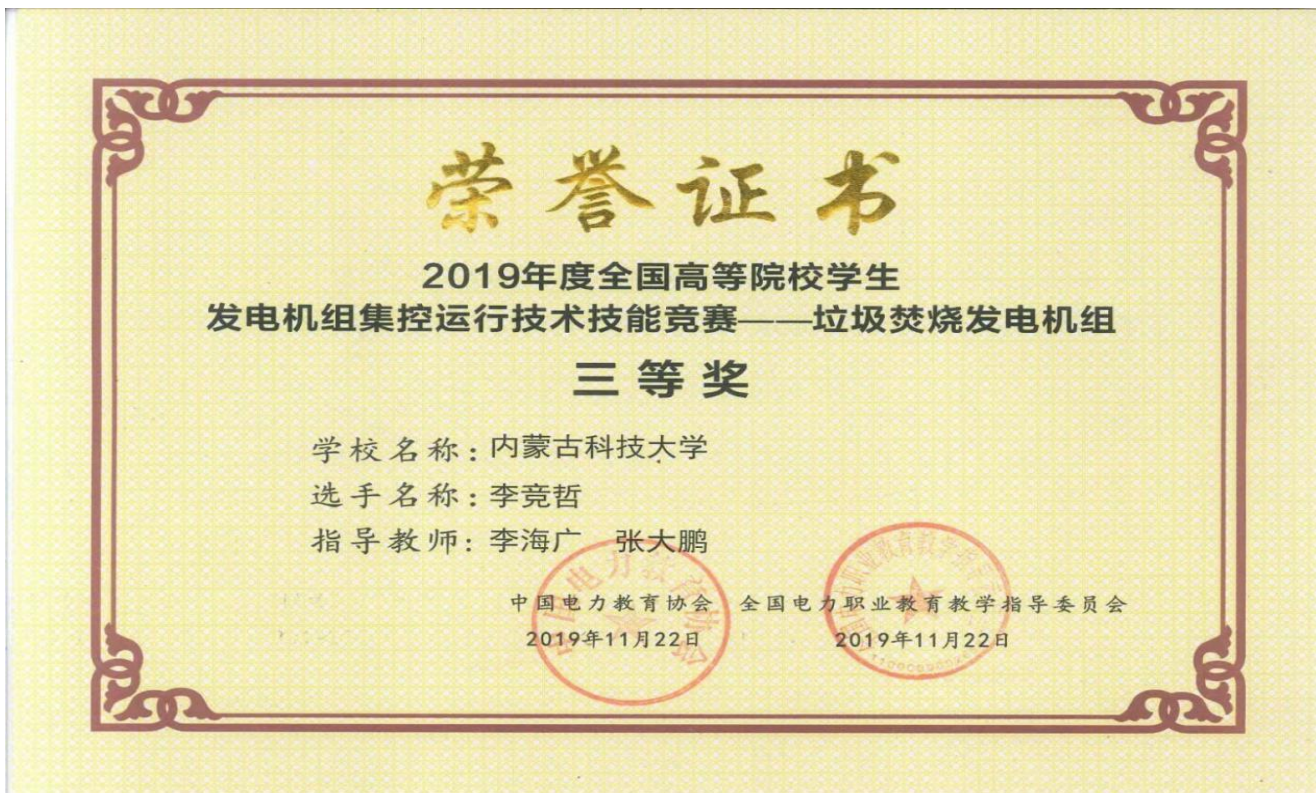 荣誉证书
2019年度全国高等院校学生
发电机组集控运行技术技能竞赛——垃圾焚烧发电机组
三等奖
学校名称：内蒙古科技大学
选手名称：李竞哲
指导教师：李海广 张大鹏
中国电力教育协会 全国电力职业教育教学指导委员会
2019年11月22日 2019年11月22日